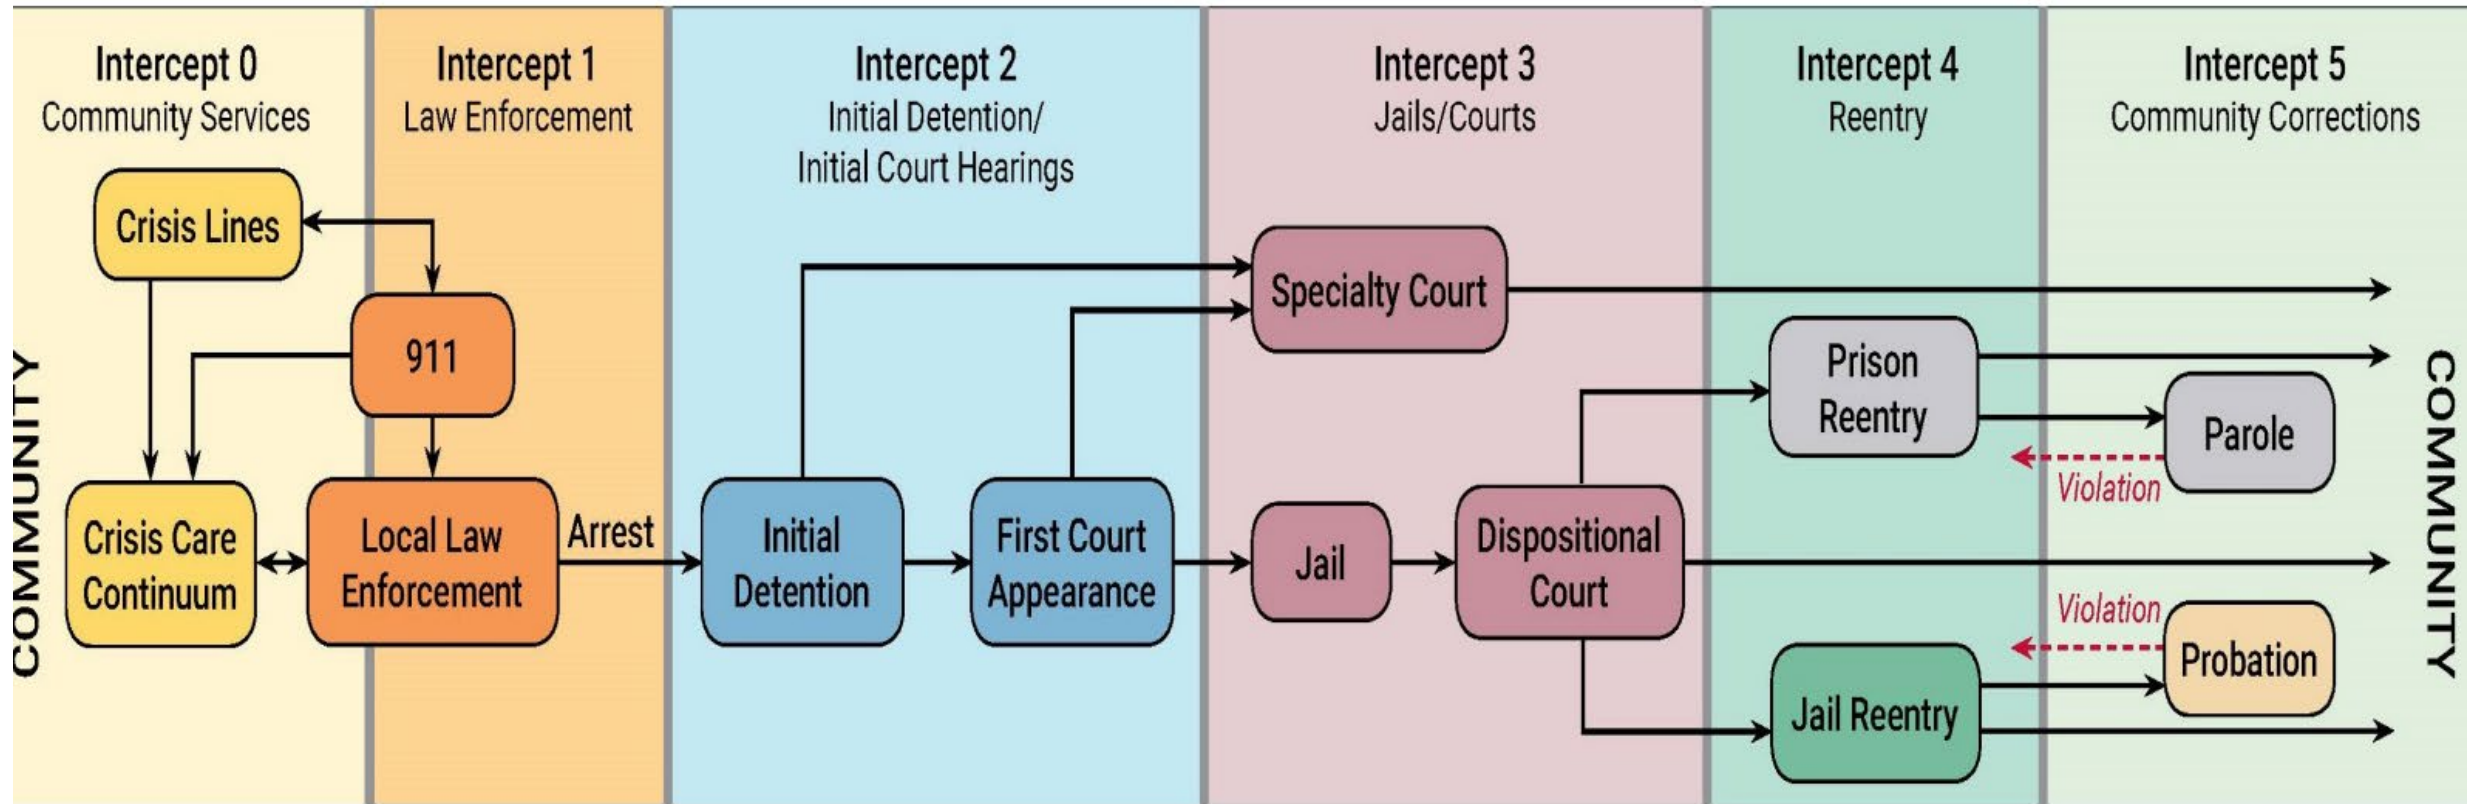 Intercept 0
Community Services
Intercept 1
Law Enforcement
Intercept 2
Initial Detention/
Initial Court Hearings
Intercept 3
Jails/Courts
Intercept 4
Reentry
Intercept 5
Community Corrections
COMMUNITY
Crisis Lines
911
Crisis Care
Continuum
Local Law
Enforcement
Arrest
Initial
Detention
First Court
Appearance
Specialty Court
Jail
Dispositional
Court
Prison
Reentry
Jail Reentry
Parole
Violation
Violation
Probation
COMMUNITY